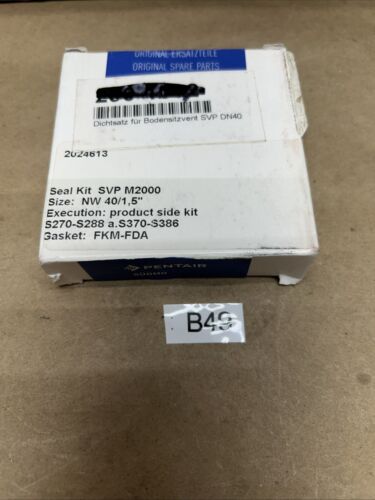 ORIGINAL-ERSATZTEILE
ORIGINAL SPARE PARTS
Dichtsatz für Bodensitzvent SVP DN40
2024613
Seal Kit SVP M2000
Size: NW 40/1,5"
Execution: product side kit
S270-S288 a.S370-S386
Gasket: FKM-FDA
PENTAIR
SÜDMO
B49